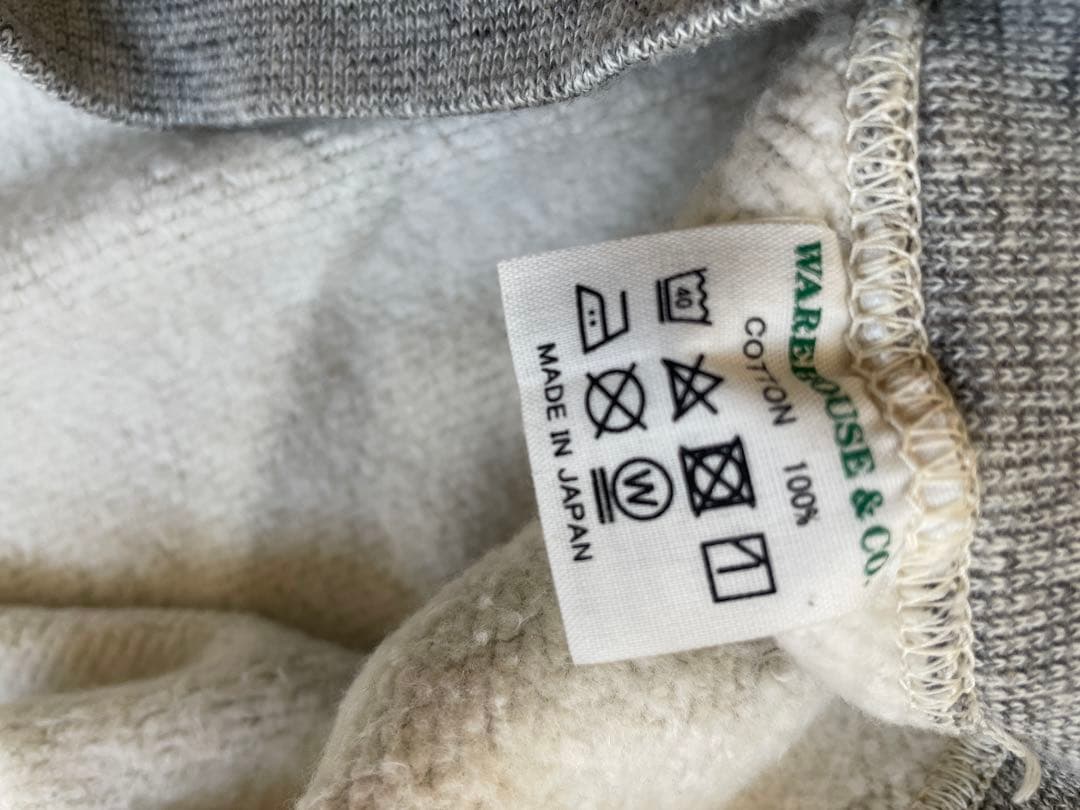 WAREHOUSE & CO.
COTTON 100%
40
W
MADE IN JAPAN